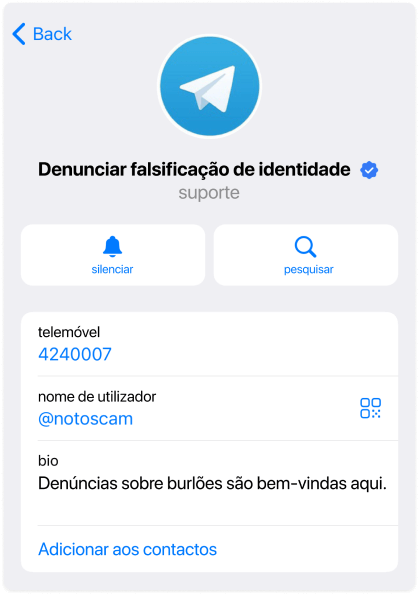 Back
Denunciar falsificação de identidade
suporte
silenciar
pesquisar
telemóvel
4240007
nome de utilizador
@notoscam
bio
Denúncias sobre burlões são bem-vindas aqui.
Adicionar aos contactos